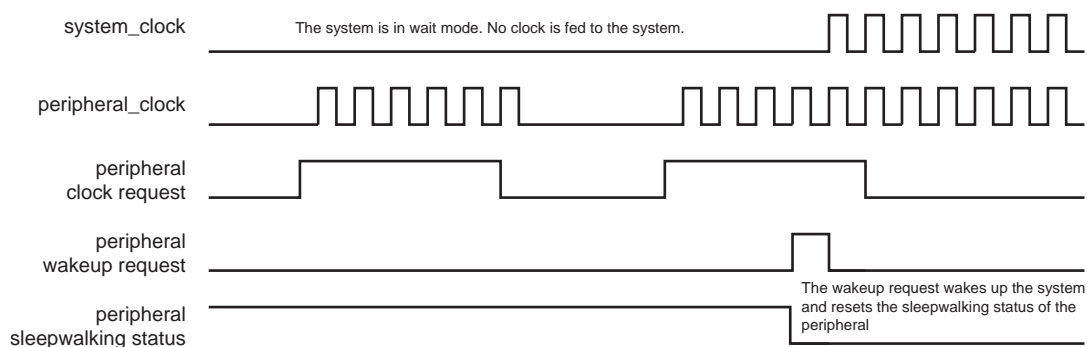 system_clock
The system is in wait mode. No clock is fed to the system.
peripheral_clock
peripheral
clock request
peripheral
wakeup request
The wakeup request wakes up the system
and resets the sleepwalking status of the
peripheral
peripheral
sleepwalking status